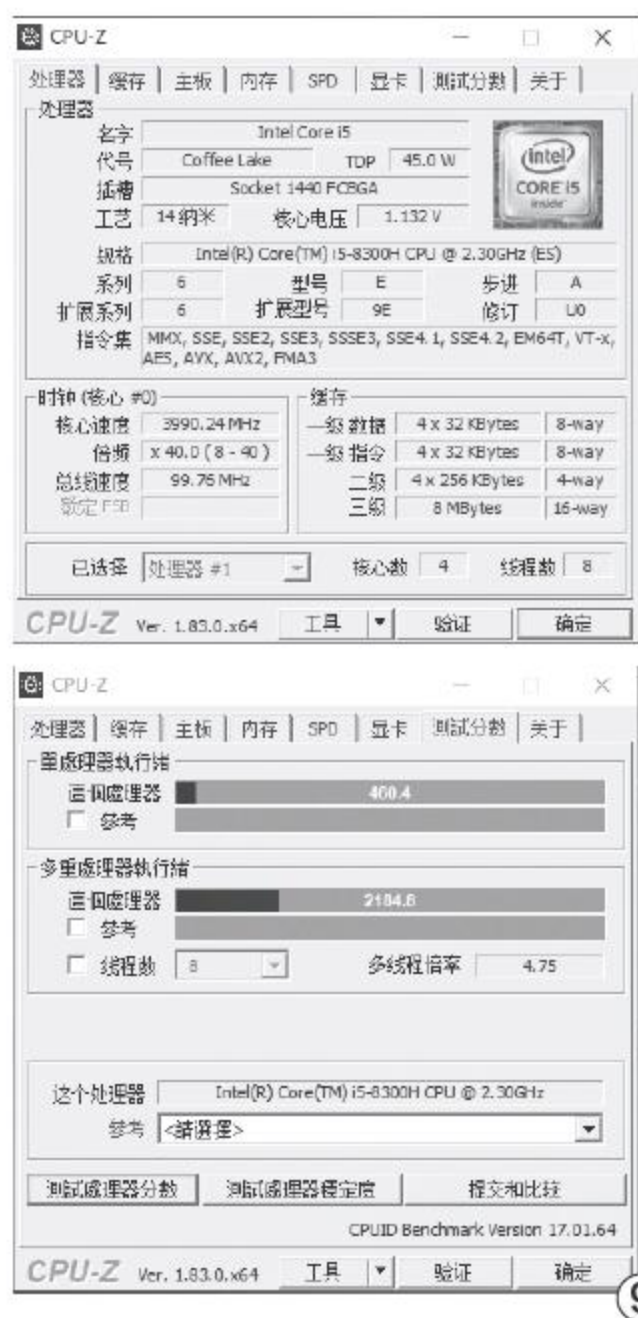 CPU-Z
处理器 缓存 主板 内存 SPD 显卡 测试分数 关于
处理器
名字 Intel Core i5
代号 Coffee Lake TDP 45.0 W
插槽 Socket 1440 FCBGA
工艺 14 纳米 核心电压 1.132 V
(intel)
CORE i5
inside
规格 Intel(R) Core(TM) i5-8300H CPU @ 2.30GHz (ES)
系列 6 型号 E 步进 A
扩展系列 6 扩展型号 9E 修订 U0
指令集 MMX, SSE, SSE2, SSE3, SSSE3, SSE4.1, SSE4.2, EM64T, VT-x,
AES, AVX, AVX2, FMA3
时钟 (核心 #0)
核心速度 3990.24 MHz
倍频 x 40.0 ( 8 - 40 )
总线速度 99.76 MHz
额定 FSB
缓存
一级 数据 4 x 32 KBytes 8-way
一级 指令 4 x 32 KBytes 8-way
二级 4 x 256 KBytes 4-way
三级 8 MBytes 16-way
已选择 处理器 #1 核心数 4 线程数 8
CPU-Z Ver. 1.83.0.x64 工具 验证 确定
CPU-Z
处理器 缓存 主板 内存 SPD 显卡 测试分数 关于
單處理器執行緒
這個處理器 460.4
參考
多重處理器執行緒
這個處理器 2184.8
參考
线程数 8 多线程倍率 4.75
这个处理器 Intel(R) Core(TM) i5-8300H CPU @ 2.30GHz
參考 <請選擇>
測試處理器分數 測試處理器穩定度 提交和比较
CPUID Benchmark Version 17.01.64
CPU-Z Ver. 1.83.0.x64 工具 验证 确定